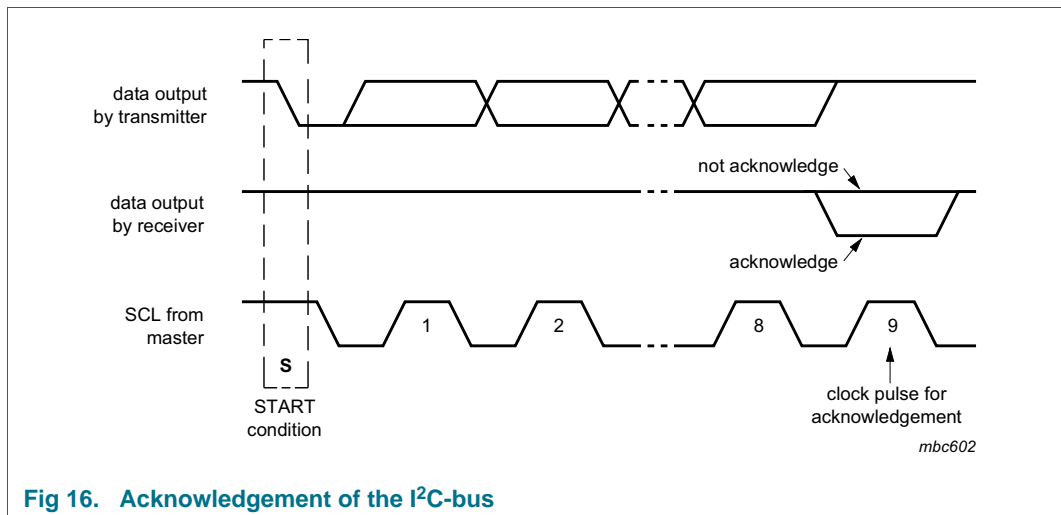 data output
by transmitter
not acknowledge
data output
by receiver
acknowledge
SCL from
master
1
2
8
9
S
START
condition
clock pulse for
acknowledgement
mbc602
Fig 16. Acknowledgement of the I²C-bus